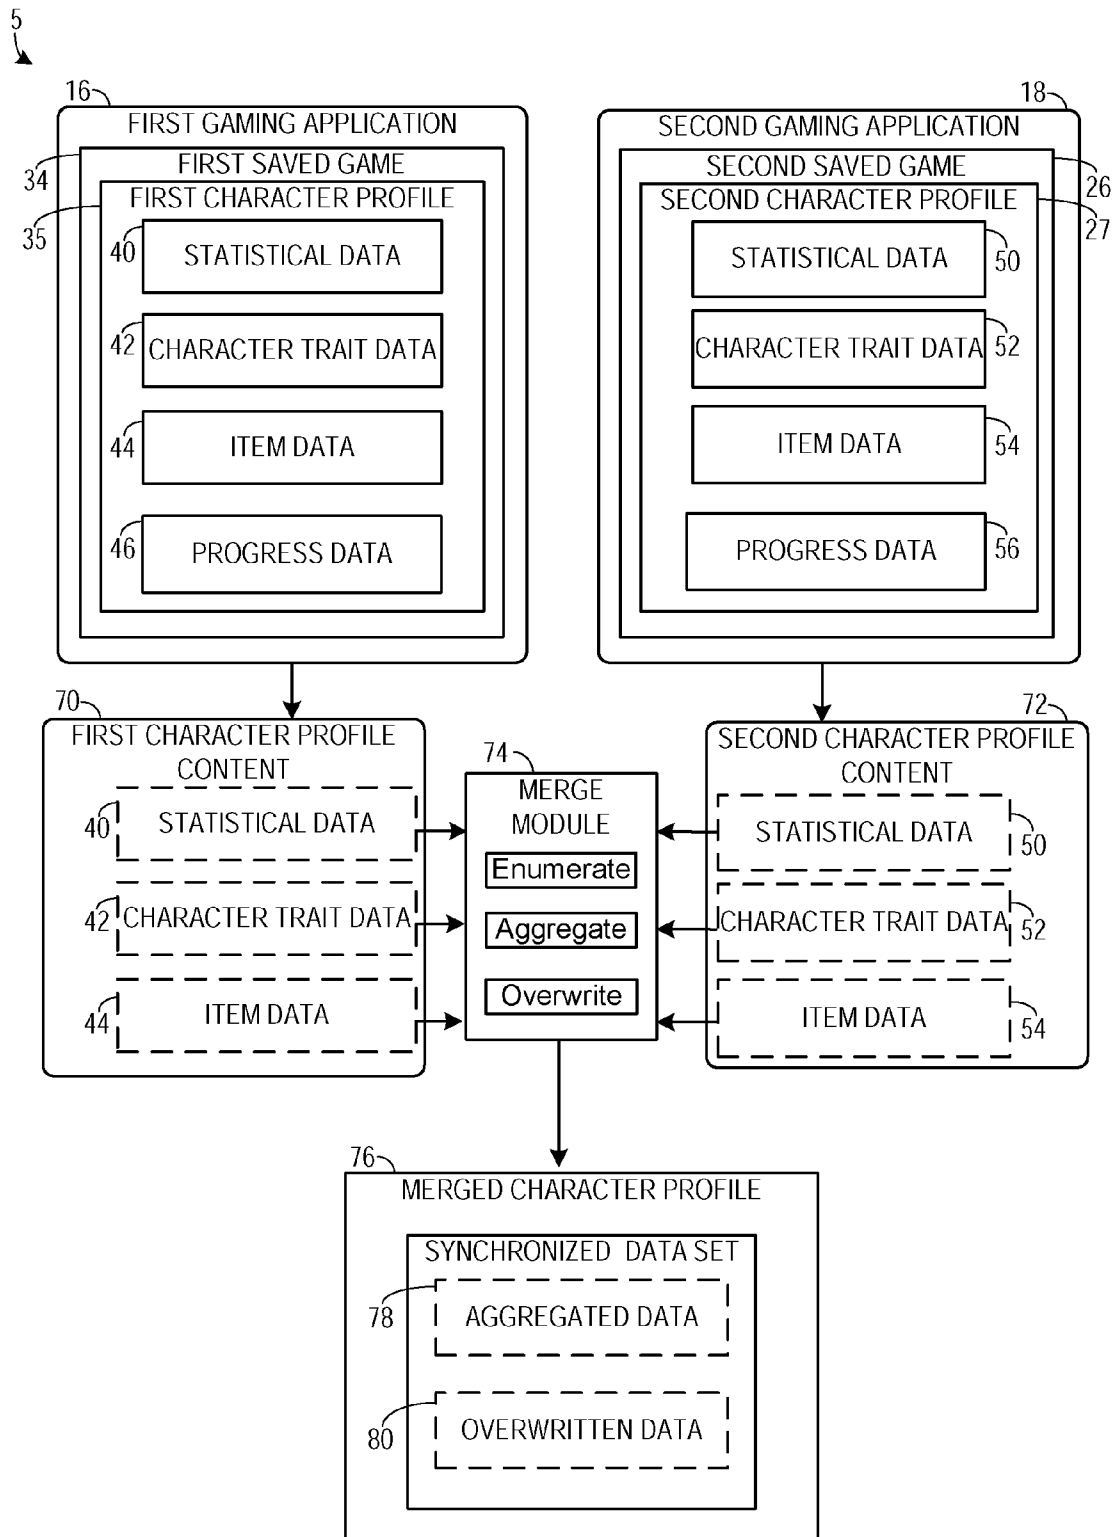 5
16
FIRST GAMING APPLICATION
34
FIRST SAVED GAME
35
FIRST CHARACTER PROFILE
40
STATISTICAL DATA
42
CHARACTER TRAIT DATA
44
ITEM DATA
46
PROGRESS DATA
18
SECOND GAMING APPLICATION
SECOND SAVED GAME
26
SECOND CHARACTER PROFILE
27
STATISTICAL DATA
50
CHARACTER TRAIT DATA
52
ITEM DATA
54
PROGRESS DATA
56
70
FIRST CHARACTER PROFILE
CONTENT
40
STATISTICAL DATA
42
CHARACTER TRAIT DATA
44
ITEM DATA
74
MERGE
MODULE
Enumerate
Aggregate
Overwrite
72
SECOND CHARACTER PROFILE
CONTENT
STATISTICAL DATA
50
CHARACTER TRAIT DATA
52
ITEM DATA
54
76
MERGED CHARACTER PROFILE
SYNCHRONIZED DATA SET
78
AGGREGATED DATA
80
OVERWRITTEN DATA